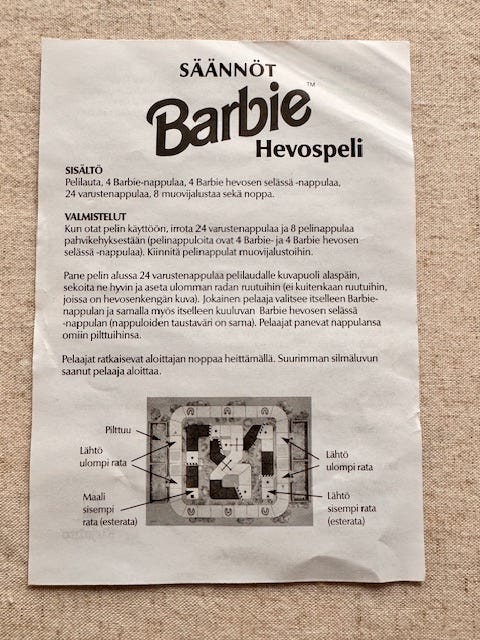 SÄÄNNÖT
Barbie™
Hevospeli
SISÄLTÖ
Pelilauta, 4 Barbie-nappulaa, 4 Barbie hevosen selässä -nappulaa,
24 varustenappulaa, 8 muovijalustaa sekä noppa.
VALMISTELUT
Kun otat pelin käyttöön, irrota 24 varustenappulaa ja 8 pelinappulaa
pahvikehyksestään (pelinappuloita ovat 4 Barbie- ja 4 Barbie hevosen
selässä -nappulaa). Kiinnitä pelinappulat muovijalustoihin.
Pane pelin alussa 24 varustenappulaa pelilaudalle kuvapuoli alaspäin,
sekoita ne hyvin ja aseta ulomman radan ruutuihin (ei kuitenkaan ruutuihin,
joissa on hevosenkengän kuva). Jokainen pelaaja valitsee itselleen Barbie-
nappulan ja samalla myös itselleen kuuluvan Barbie hevosen selässä
-nappulan (nappuloiden taustaväri on sama). Pelaajat panevat nappulansa
omiin pilttuihinsa.
Pelaajat ratkaisevat aloittajan noppaa heittämällä. Suurimman silmäluvun
saanut pelaaja aloittaa.
Pilttuu
Lähtö
ulompi rata
Maali
sisempi
rata (esterata)
Lähtö
ulompi rata
Lähtö
sisempi rata
(esterata)